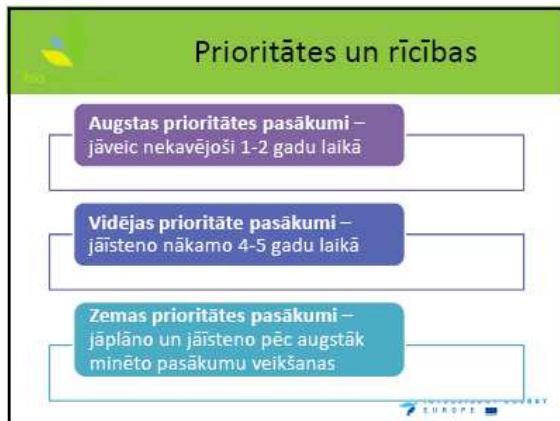 Prioritātes un rīcības
Augstas prioritātes pasākumi –
jāveic nekavējoši 1-2 gadu laikā
Vidējas prioritāte pasākumi –
jāīsteno nākamo 4-5 gadu laikā
Zemas prioritātes pasākumi –
jāplāno un jāīsteno pēc augstāk
minēto pasākumu veikšanas
EUROPE